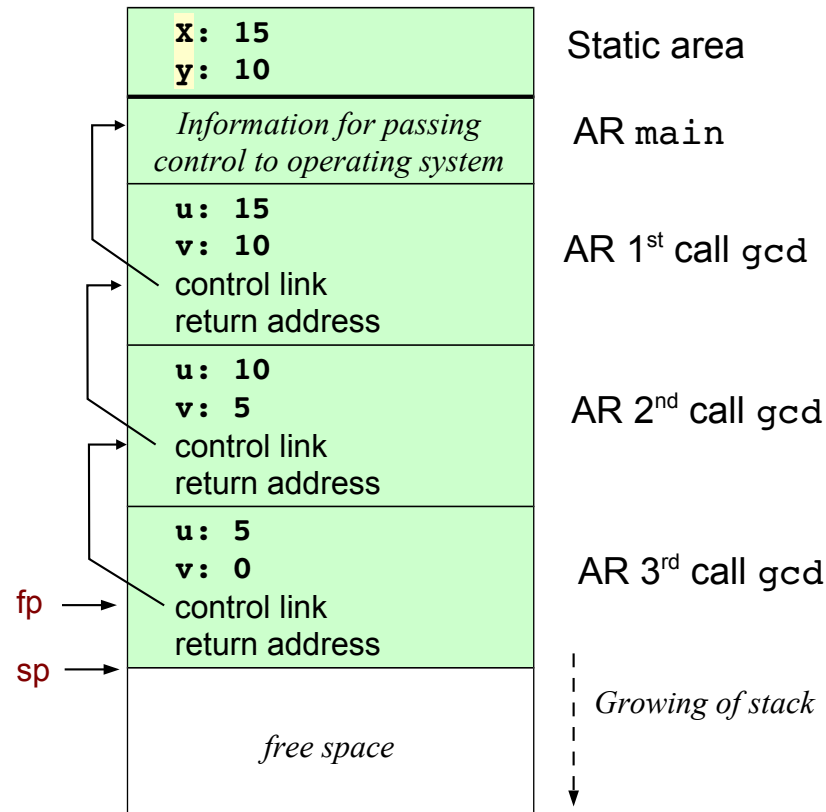 x: 15
y: 10
Static area
Information for passing
control to operating system
AR main
u: 15
v: 10
control link
return address
AR 1st call gcd
u: 10
v: 5
control link
return address
AR 2nd call gcd
u: 5
v: 0
control link
return address
AR 3rd call gcd
fp
sp
free space
Growing of stack